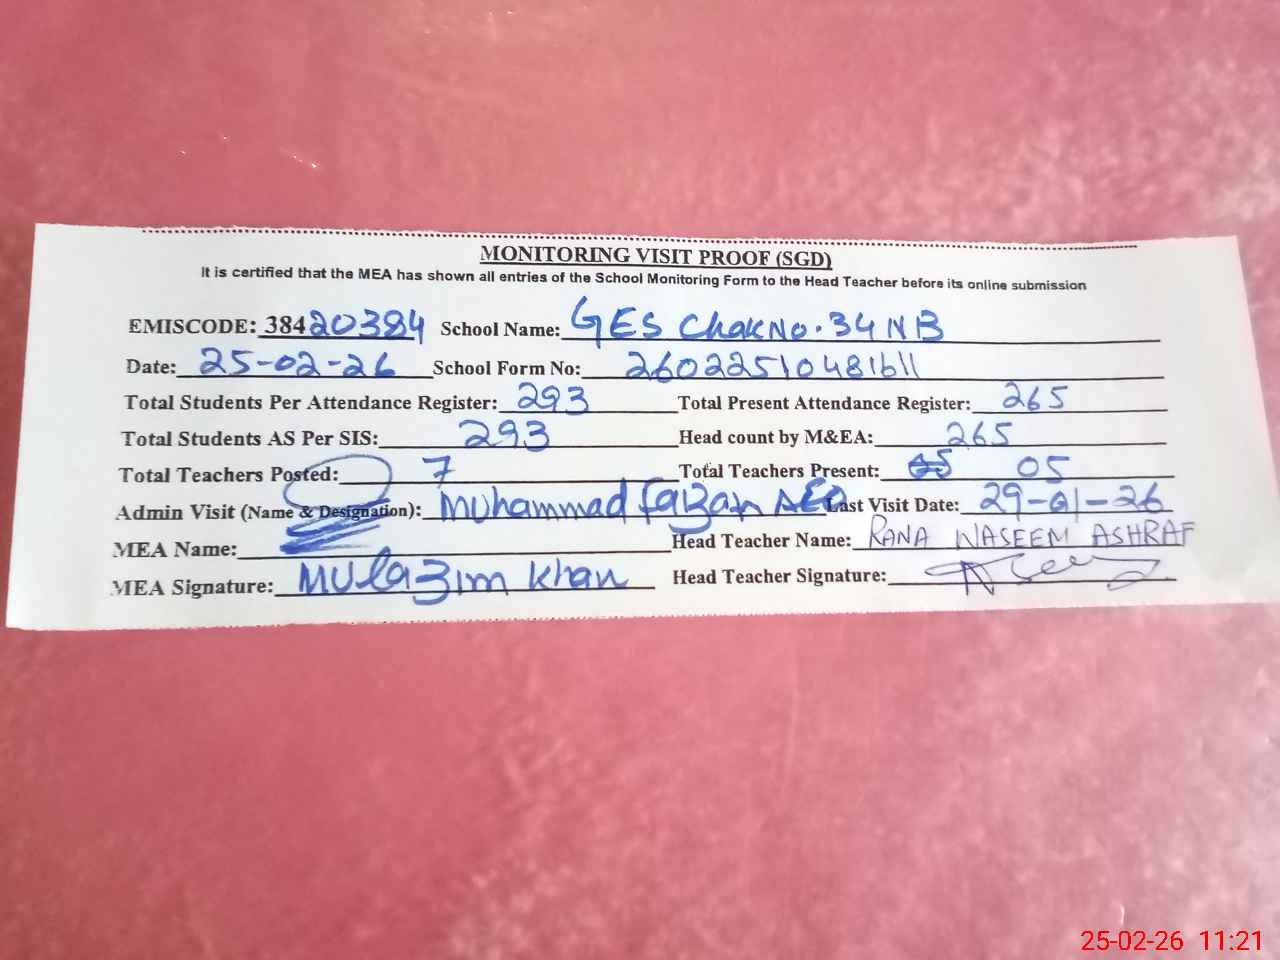 MONITORING VISIT PROOF (SGD)
It is certified that the MEA has shown all entries of the School Monitoring Form to the Head Teacher before its online submission
EMISCODE: 38420384 School Name: GES Chak No. 34 NB
Date: 25-02-26 School Form No: 26022510481611
Total Students Per Attendance Register: 293 Total Present Attendance Register: 265
Total Students AS Per SIS: 293 Head count by M&EA: 265
Total Teachers Posted: 7 Total Teachers Present: 05
Admin Visit (Name & Designation): Muhammad Faizan AEO Last Visit Date: 29-01-26
MEA Name: Head Teacher Name: RANA WASEEM ASHRAF
MEA Signature: Mulazim Khan Head Teacher Signature:
25-02-26 11:21